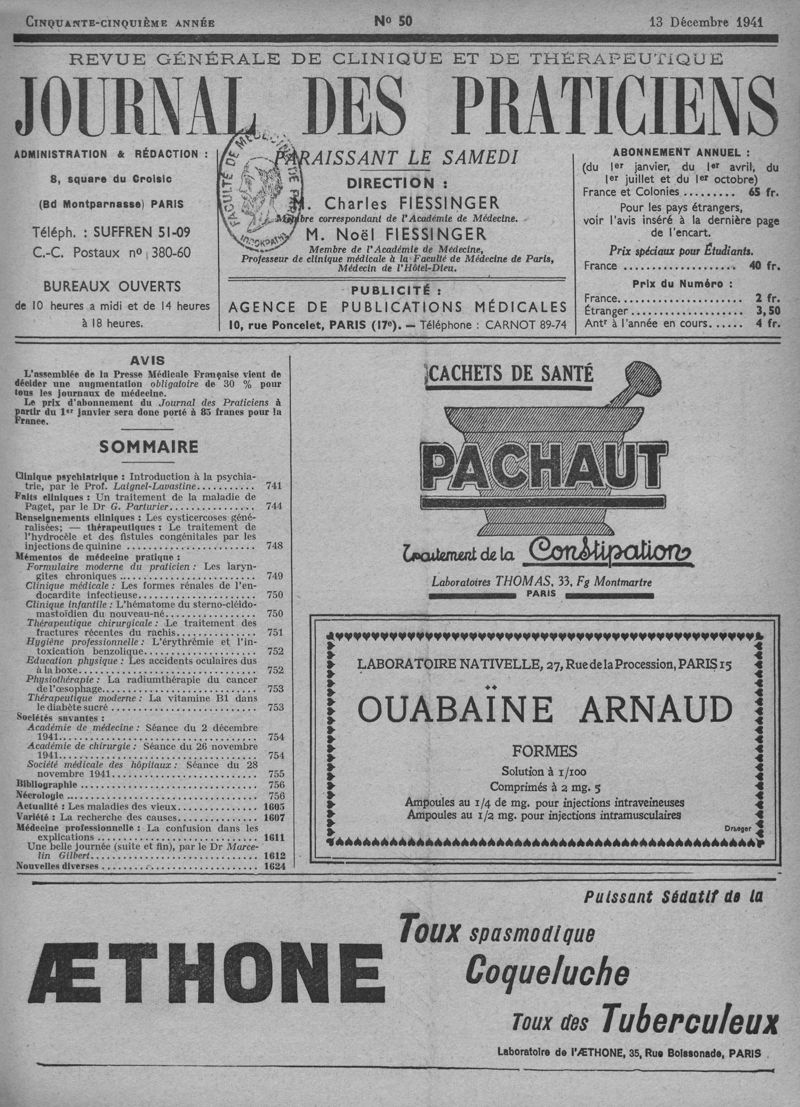 CINQUANTE-CINQUIÈME ANNÉE
Nº 50
13 Décembre 1941
REVUE GÉNÉRALE DE CLINIQUE ET DE THÉRAPEUTIQUE
JOURNAL DES PRATICIENS
ADMINISTRATION & RÉDACTION :
8, square du Croisic
(Bd Montparnasse) PARIS
Téléph. : SUFFREN 51-09
C.-C. Postaux nº 380-60
BUREAUX OUVERTS
de 10 heures a midi et de 14 heures
à 18 heures.
FACULTÉ DE MÉDECINE DE PARIS
PARAISSANT LE SAMEDI
DIRECTION :
M. Charles FIESSINGER
Membre correspondant de l'Académie de Médecine.
M. Noël FIESSINGER
Membre de l'Académie de Médecine,
Professeur de clinique médicale à la Faculté de Médecine de Paris,
Médecin de l'Hôtel-Dieu.
PUBLICITÉ :
AGENCE DE PUBLICATIONS MÉDICALES
10, rue Poncelet, PARIS (17e). — Téléphone : CARNOT 89-74
ABONNEMENT ANNUEL :
(du 1er janvier, du 1er avril, du
1er juillet et du 1er octobre)
France et Colonies ......... 65 fr.
Pour les pays étrangers,
voir l'avis inséré à la dernière page
de l'encart.
Prix spéciaux pour Étudiants.
France ................... 40 fr.
Prix du Numéro :
France..................... 2 fr.
Étranger................... 3,50
Antr à l'année en cours...... 4 fr.
AVIS
L'assemblée de la Presse Médicale Française vient de
décider une augmentation obligatoire de 30 % pour
tous les journaux de médecine.
Le prix d'abonnement du Journal des Praticiens à
partir du 1er janvier sera donc porté à 85 francs pour la
France.
SOMMAIRE
Clinique psychiatrique : Introduction à la psychia-
trie, par le Prof. Laignel-Lavastine........... 741
Faits cliniques : Un traitement de la maladie de
Paget, par le Dr G. Parturier................ 744
Renseignements cliniques : Les cysticercoses géné-
ralisées; — thérapeutiques : Le traitement de
l'hydrocèle et des fistules congénitales par les
injections de quinine ........................ 748
Mémentos de médecine pratique :
Formulaire moderne du praticien : Les laryn-
gites chroniques ......................... 749
Clinique médicale : Les formes rénales de l'en-
docardite infectieuse...................... 750
Clinique infantile : L'hématome du sterno-cléido-
mastoïdien du nouveau-né.................. 750
Thérapeutique chirurgicale : Le traitement des
fractures récentes du rachis................ 751
Hygiène professionnelle : L'érythrémie et l'in-
toxication benzolique...................... 752
Education physique : Les accidents oculaires dus
à la boxe................................. 752
Physiothérapie : La radiumthérapie du cancer
de l'œsophage............................. 753
Thérapeutique moderne : La vitamine B1 dans
le diabète sucré ........................... 753
Sociétés savantes :
Académie de médecine : Séance du 2 décembre
1941...................................... 754
Académie de chirurgie : Séance du 26 novembre
1941...................................... 754
Société médicale des hôpitaux : Séance du 28
novembre 1941............................. 755
Bibliographie ................................. 756
Nécrologie .................................... 756
Actualité : Les maladies des vieux.............. 1605
Variété : La recherche des causes.............. 1607
Médecine professionnelle : La confusion dans les
explications ................................. 1611
Une belle journée (suite et fin), par le Dr Marce-
lin Gilbert.................................. 1612
Nouvelles diverses ............................. 1624
CACHETS DE SANTÉ
PACHAUT
Traitement de la Constipation
Laboratoires THOMAS, 33, Fg Montmartre
PARIS
LABORATOIRE NATIVELLE, 27, Rue de la Procession, PARIS 15
OUABAÏNE ARNAUD
FORMES
Solution à 1/100
Comprimés à 2 mg. 5
Ampoules au 1/4 de mg. pour injections intraveineuses
Ampoules au 1/2 mg. pour injections intramusculaires
Draeger
ÆTHONE
Puissant Sédatif de la
Toux spasmodique
Coqueluche
Toux des Tuberculeux
Laboratoire de l'ÆTHONE, 35, Rue Boissonade, PARIS .